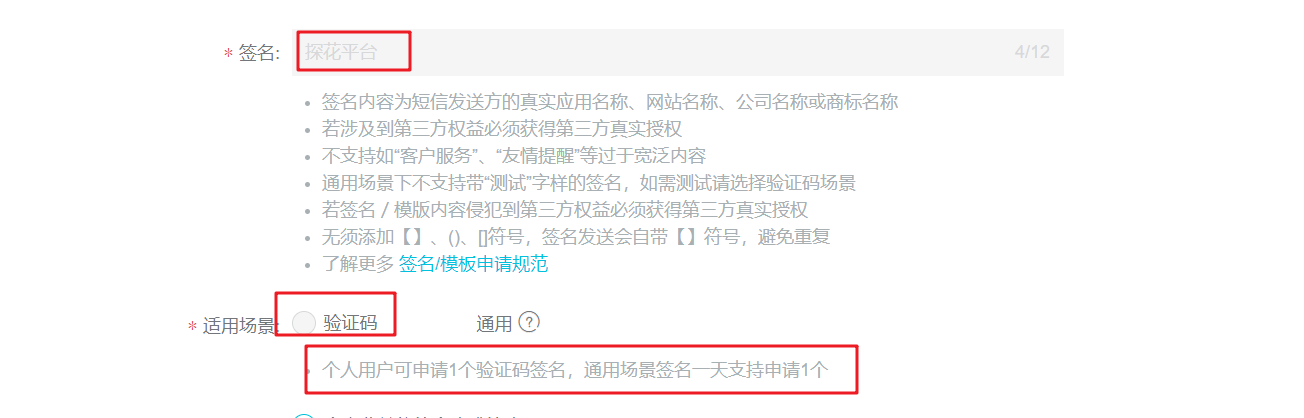 * 签名: 探花平台 4/12
• 签名内容为短信发送方的真实应用名称、网站名称、公司名称或商标名称
• 若涉及到第三方权益必须获得第三方真实授权
• 不支持如“客户服务”、“友情提醒”等过于宽泛内容
• 通用场景下不支持带“测试”字样的签名，如需测试请选择验证码场景
• 若签名 / 模版内容侵犯到第三方权益必须获得第三方真实授权
• 无须添加【】、()、[]符号，签名发送会自带【】符号，避免重复
• 了解更多 签名/模板申请规范
* 适用场景: 验证码 通用 ?
• 个人用户可申请1个验证码签名，通用场景签名一天支持申请1个